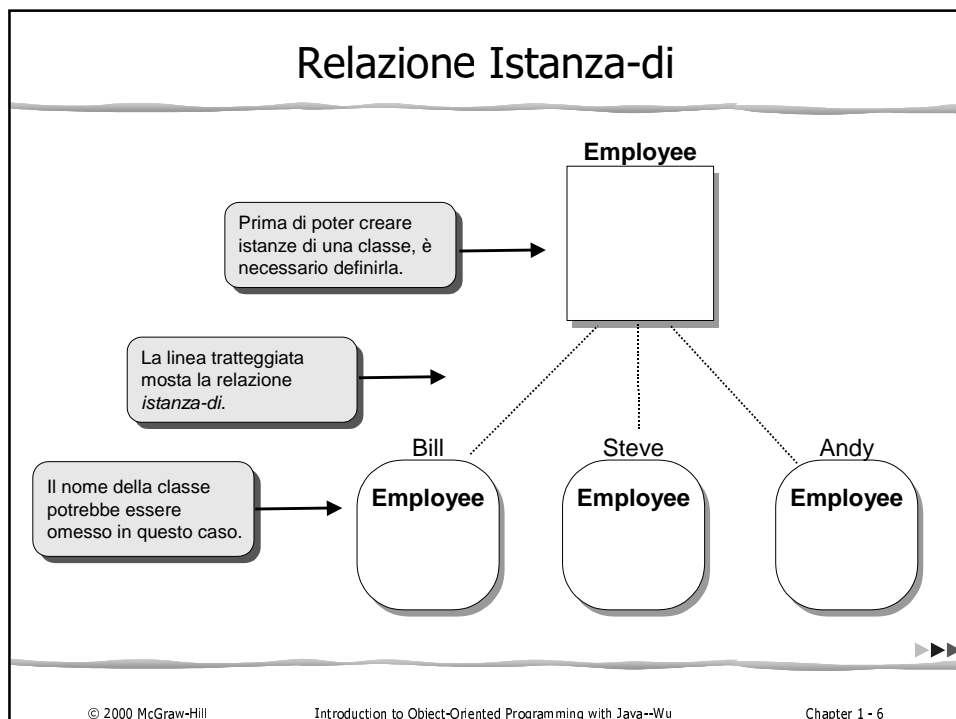 Relazione Istanza-di
Employee
Prima di poter creare
istanze di una classe, è
necessario definirla.
La linea tratteggiata
mosta la relazione
istanza-di.
Bill
Steve
Andy
Il nome della classe
potrebbe essere
omesso in questo caso.
Employee
Employee
Employee
© 2000 McGraw-Hill
Introduction to Object-Oriented Programming with Java--Wu
Chapter 1 - 6